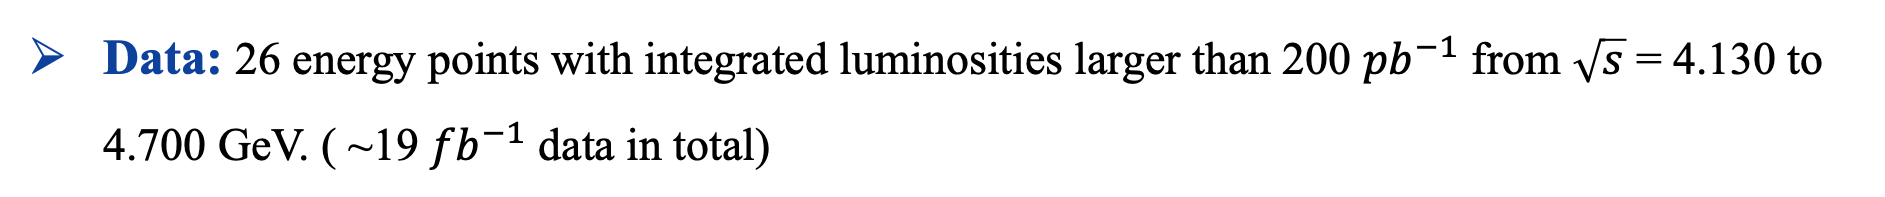 ➢ Data: 26 energy points with integrated luminosities larger than 200 pb⁻¹ from √s = 4.130 to
4.700 GeV. ( ~19 fb⁻¹ data in total)